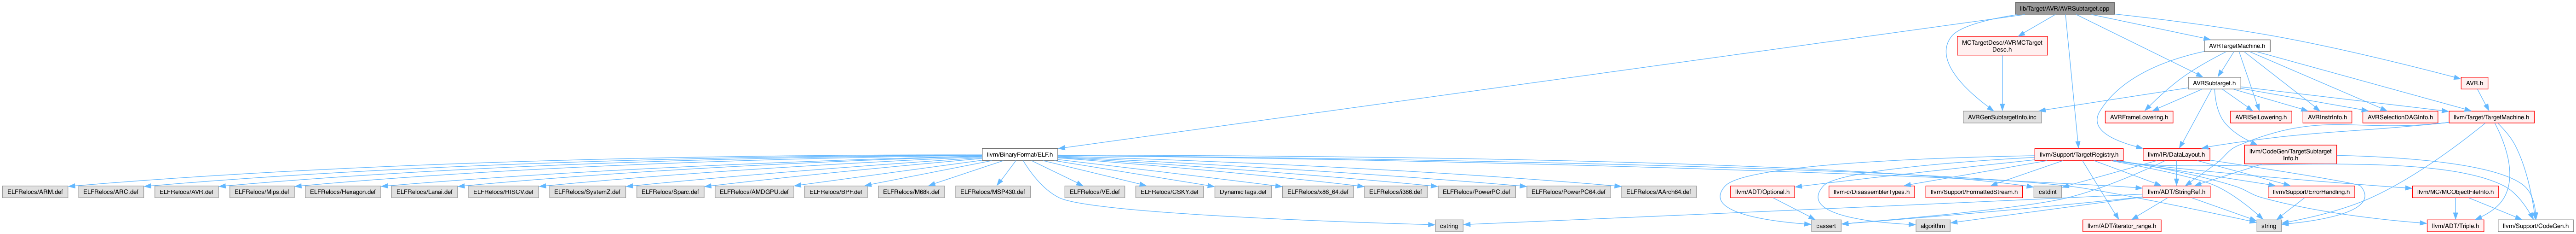 lib/Target/AVR/AVRSubtarget.cpp
MCTargetDesc/AVRMCTarget
Desc.h
AVRTargetMachine.h
AVRSubtarget.h
AVR.h
AVRGenSubtargetInfo.inc
AVRFrameLowering.h
AVRISelLowering.h
AVRInstrInfo.h
AVRSelectionDAGInfo.h
llvm/Target/TargetMachine.h
llvm/BinaryFormat/ELF.h
llvm/Support/TargetRegistry.h
llvm/IR/DataLayout.h
llvm/CodeGen/TargetSubtarget
Info.h
ELFRelocs/ARM.def
ELFRelocs/ARC.def
ELFRelocs/AVR.def
ELFRelocs/Mips.def
ELFRelocs/Hexagon.def
ELFRelocs/Lanai.def
ELFRelocs/RISCV.def
ELFRelocs/SystemZ.def
ELFRelocs/Sparc.def
ELFRelocs/AMDGPU.def
ELFRelocs/BPF.def
ELFRelocs/M68k.def
ELFRelocs/MSP430.def
ELFRelocs/VE.def
ELFRelocs/CSKY.def
DynamicTags.def
ELFRelocs/x86_64.def
ELFRelocs/i386.def
ELFRelocs/PowerPC.def
ELFRelocs/PowerPC64.def
ELFRelocs/AArch64.def
llvm/ADT/Optional.h
llvm-c/DisassemblerTypes.h
llvm/Support/FormattedStream.h
cstdint
llvm/ADT/StringRef.h
llvm/Support/ErrorHandling.h
llvm/MC/MCObjectFileInfo.h
cstring
cassert
algorithm
llvm/ADT/iterator_range.h
string
llvm/ADT/Triple.h
llvm/Support/CodeGen.h